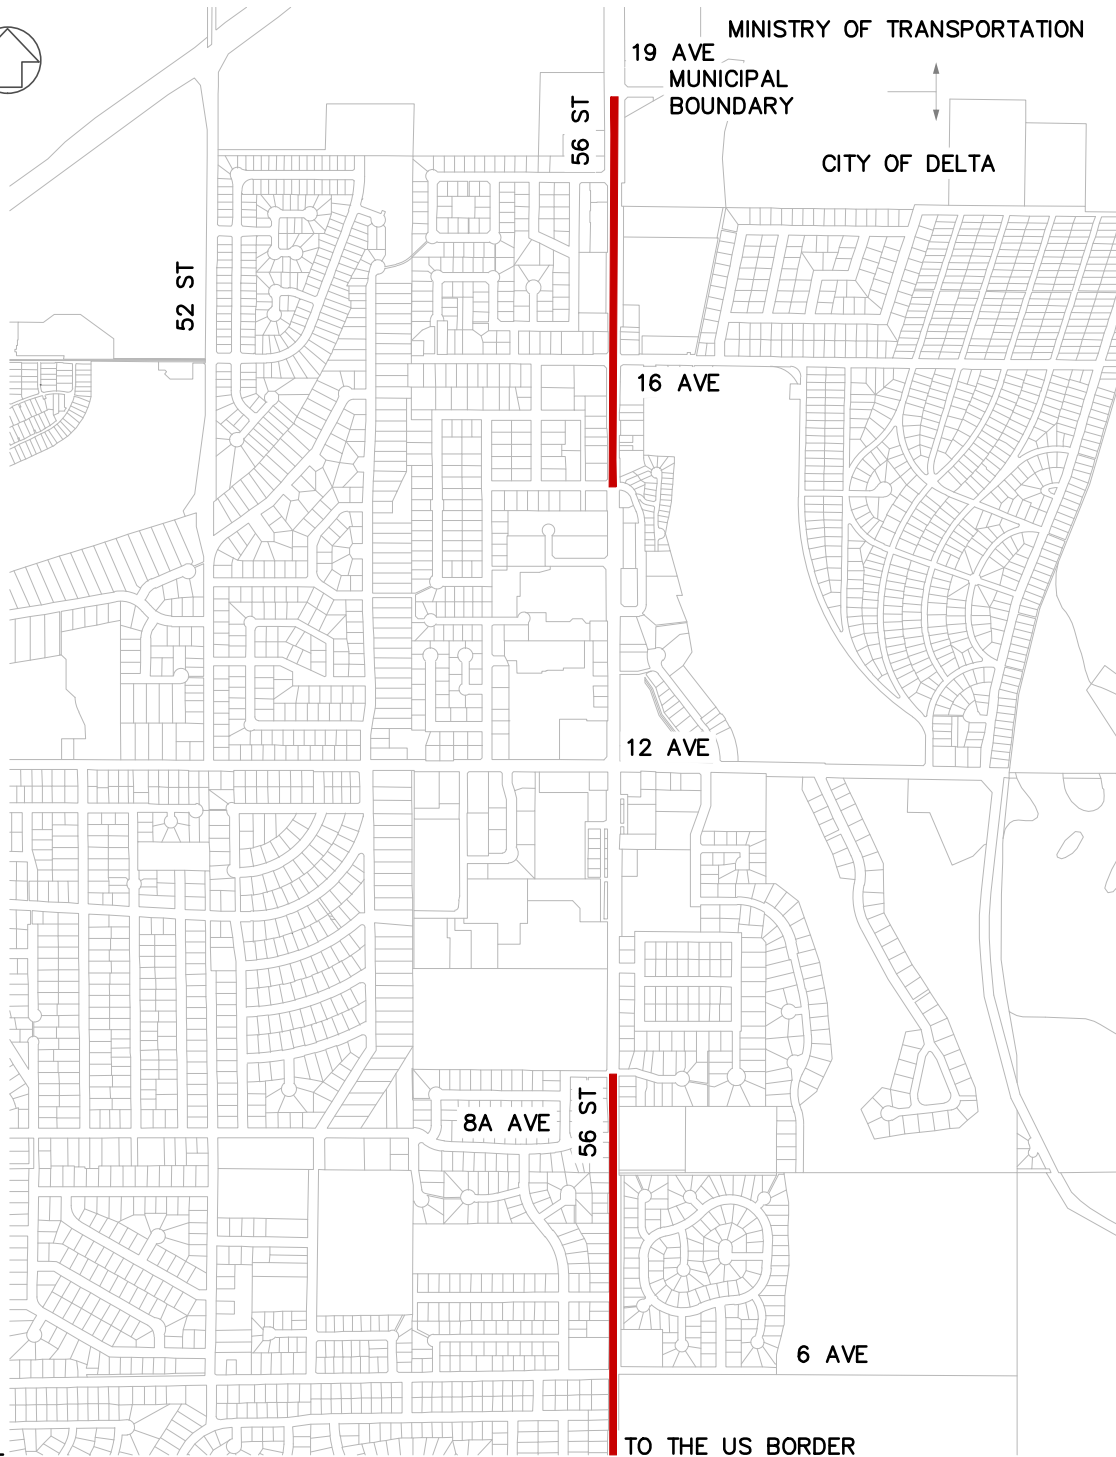 MINISTRY OF TRANSPORTATION
19 AVE
MUNICIPAL
BOUNDARY
56 ST
CITY OF DELTA
52 ST
16 AVE
12 AVE
8A AVE
56 ST
6 AVE
TO THE US BORDER